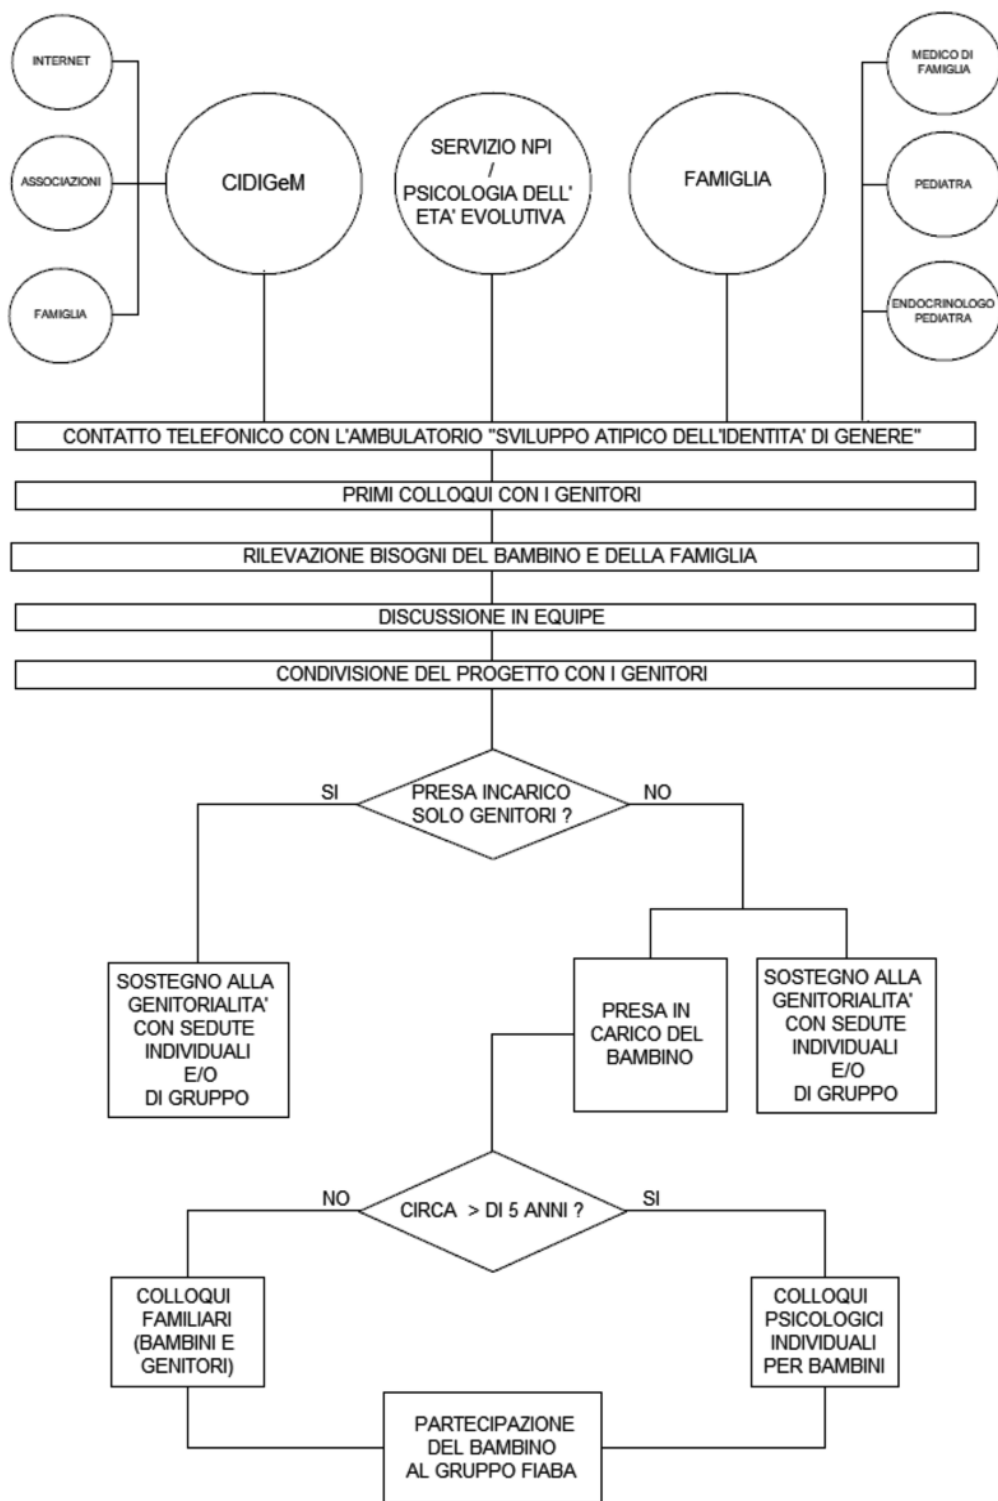 INTERNET
ASSOCIAZIONI
FAMIGLIA
CIDIGeM
SERVIZIO NPI
/
PSICOLOGIA DELL'
ETA' EVOLUTIVA
FAMIGLIA
MEDICO DI
FAMIGLIA
PEDIATRA
ENDOCRINOLOGO
PEDIATRA
CONTATTO TELEFONICO CON L'AMBULATORIO "SVILUPPO ATIPICO DELL'IDENTITA' DI GENERE"
PRIMI COLLOQUI CON I GENITORI
RILEVAZIONE BISOGNI DEL BAMBINO E DELLA FAMIGLIA
DISCUSSIONE IN EQUIPE
CONDIVISIONE DEL PROGETTO CON I GENITORI
SI
PRESA INCARICO
SOLO GENITORI ?
NO
SOSTEGNO ALLA
GENITORIALITA'
CON SEDUTE
INDIVIDUALI
E/O
DI GRUPPO
PRESA IN
CARICO DEL
BAMBINO
SOSTEGNO ALLA
GENITORIALITA'
CON SEDUTE
INDIVIDUALI
E/O
DI GRUPPO
NO
CIRCA > DI 5 ANNI ?
SI
COLLOQUI
FAMILIARI
(BAMBINI E
GENITORI)
COLLOQUI
PSICOLOGICI
INDIVIDUALI
PER BAMBINI
PARTECIPAZIONE
DEL BAMBINO
AL GRUPPO FIABA